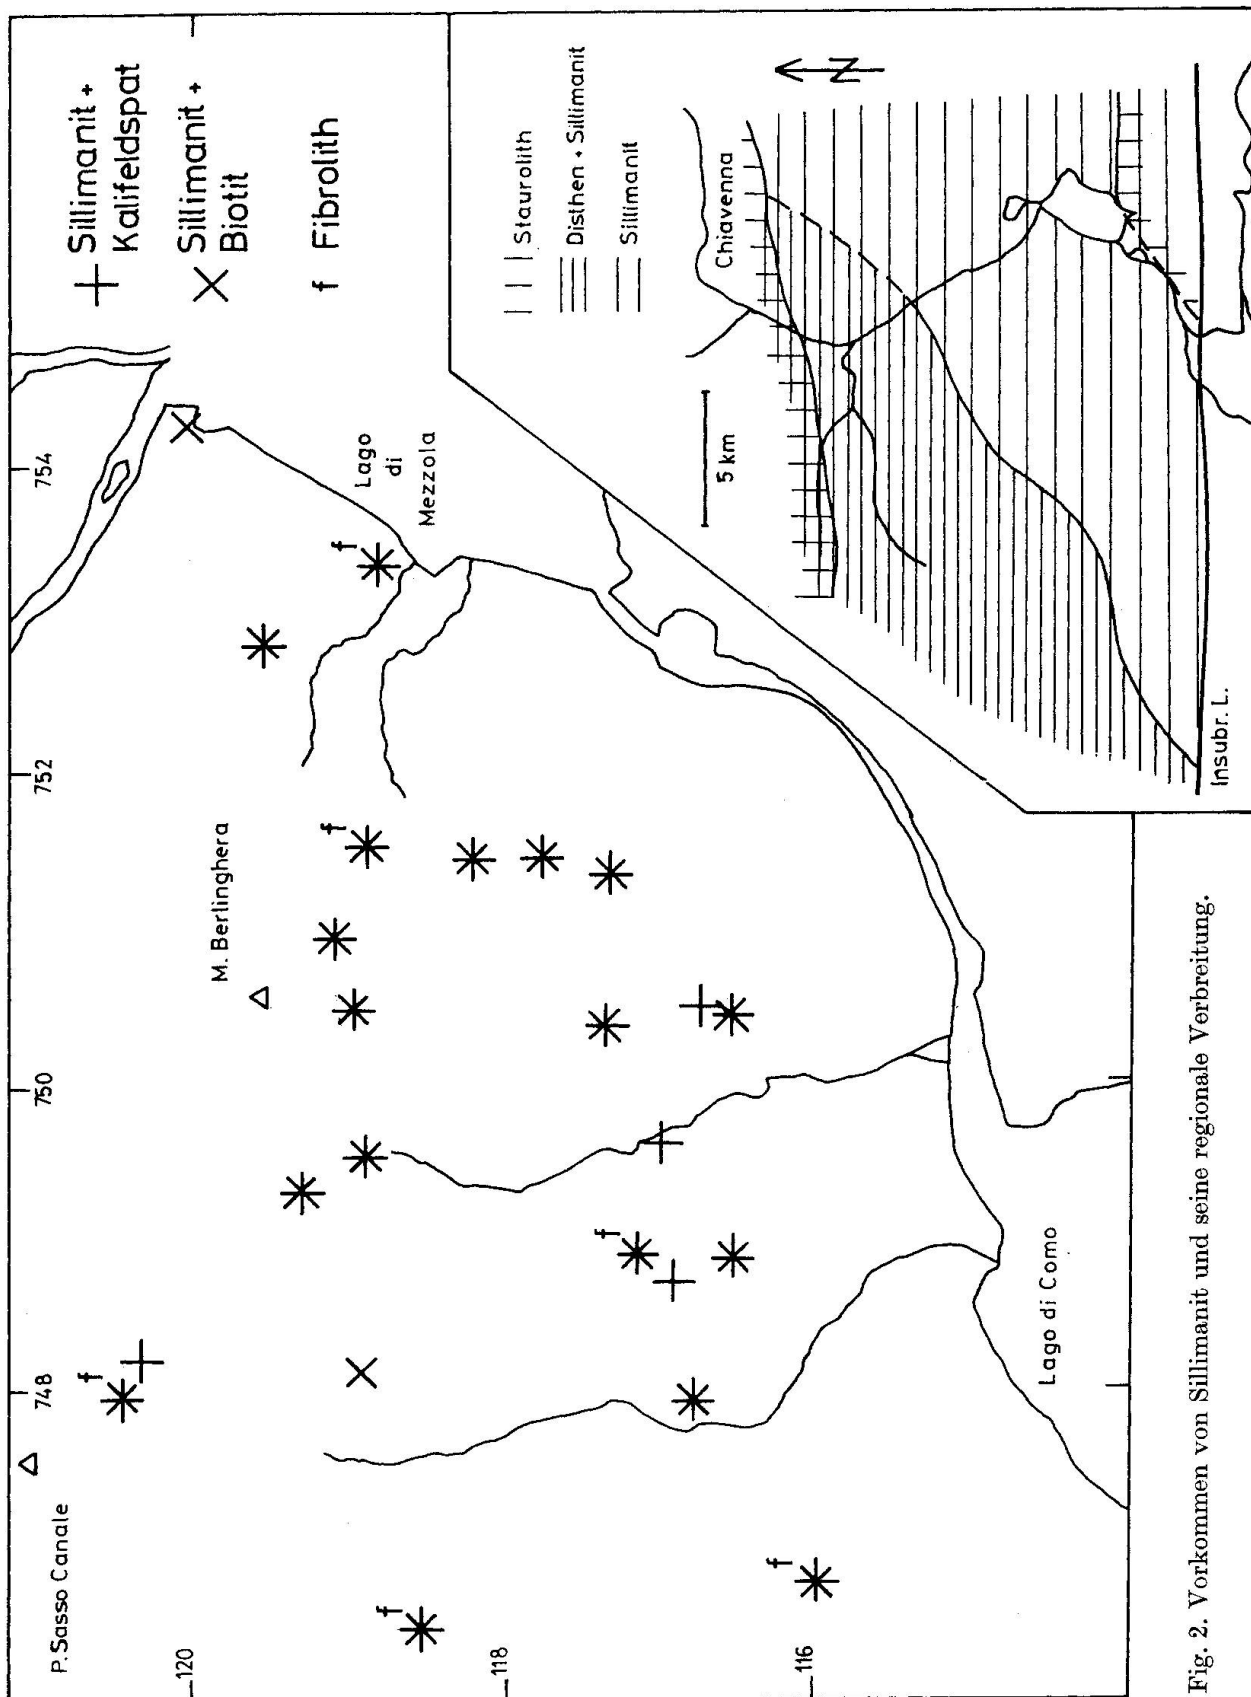 Sillimanit +
Kalifeldspat
Sillimanit +
Biotit
f Fibrolith
Staurolith
Disthen + Sillimanit
Sillimanit
N
Chiavenna
5 km
Insubr. L.
P. Sasso Canale
748
750
752
754
M. Berlinghera
Lago
di
Mezzola
f
f
f
f
f
f
Lago di Como
120
118
116
Fig. 2. Vorkommen von Sillimanit und seine regionale Verbreitung.